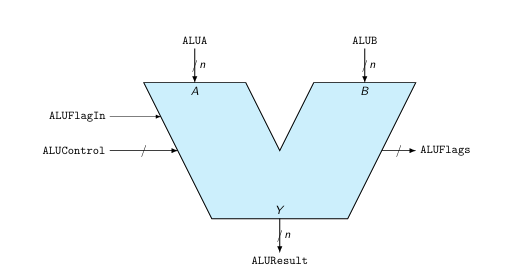 ALUA ALUB
n n
A B
ALUFlagIn
ALUControl ALUFlags
Y
n
ALUResult